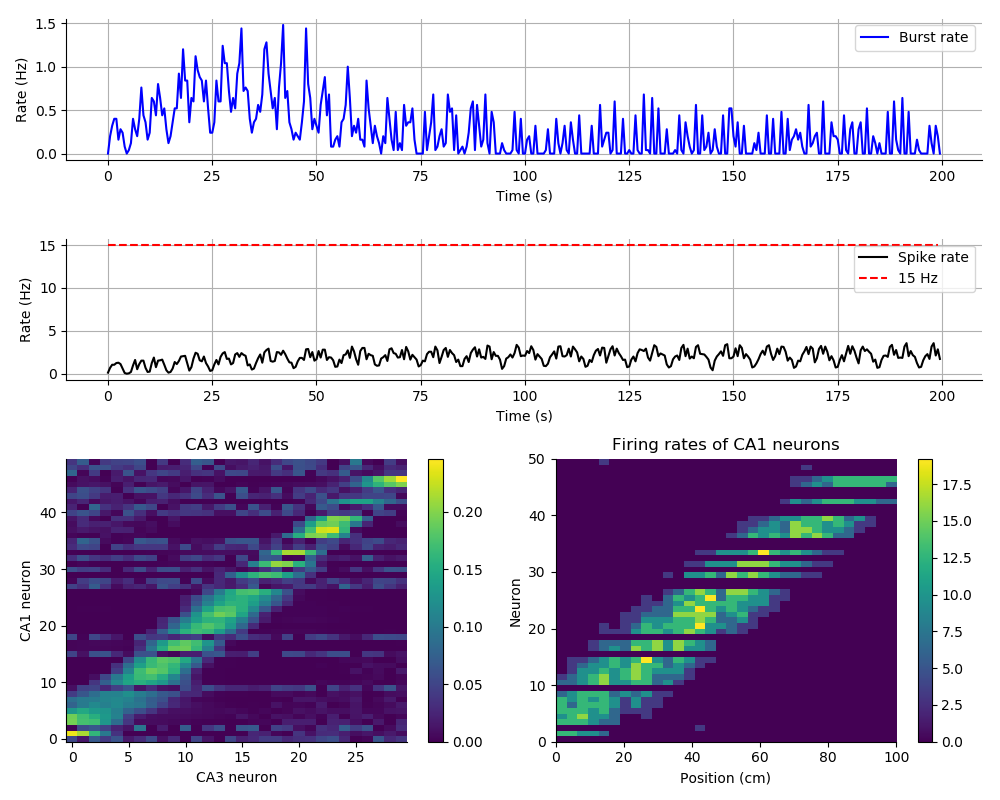 1.5
1.0
0.5
0.0
Rate (Hz)
Burst rate
0 25 50 75 100 125 150 175 200
Time (s)
15
10
5
0
Rate (Hz)
Spike rate
15 Hz
0 25 50 75 100 125 150 175 200
Time (s)
CA3 weights
40
30
20
10
0
CA1 neuron
0 5 10 15 20 25
CA3 neuron
0.20
0.15
0.10
0.05
0.00
Firing rates of CA1 neurons
50
40
30
20
10
0
Neuron
0 20 40 60 80 100
Position (cm)
17.5
15.0
12.5
10.0
7.5
5.0
2.5
0.0